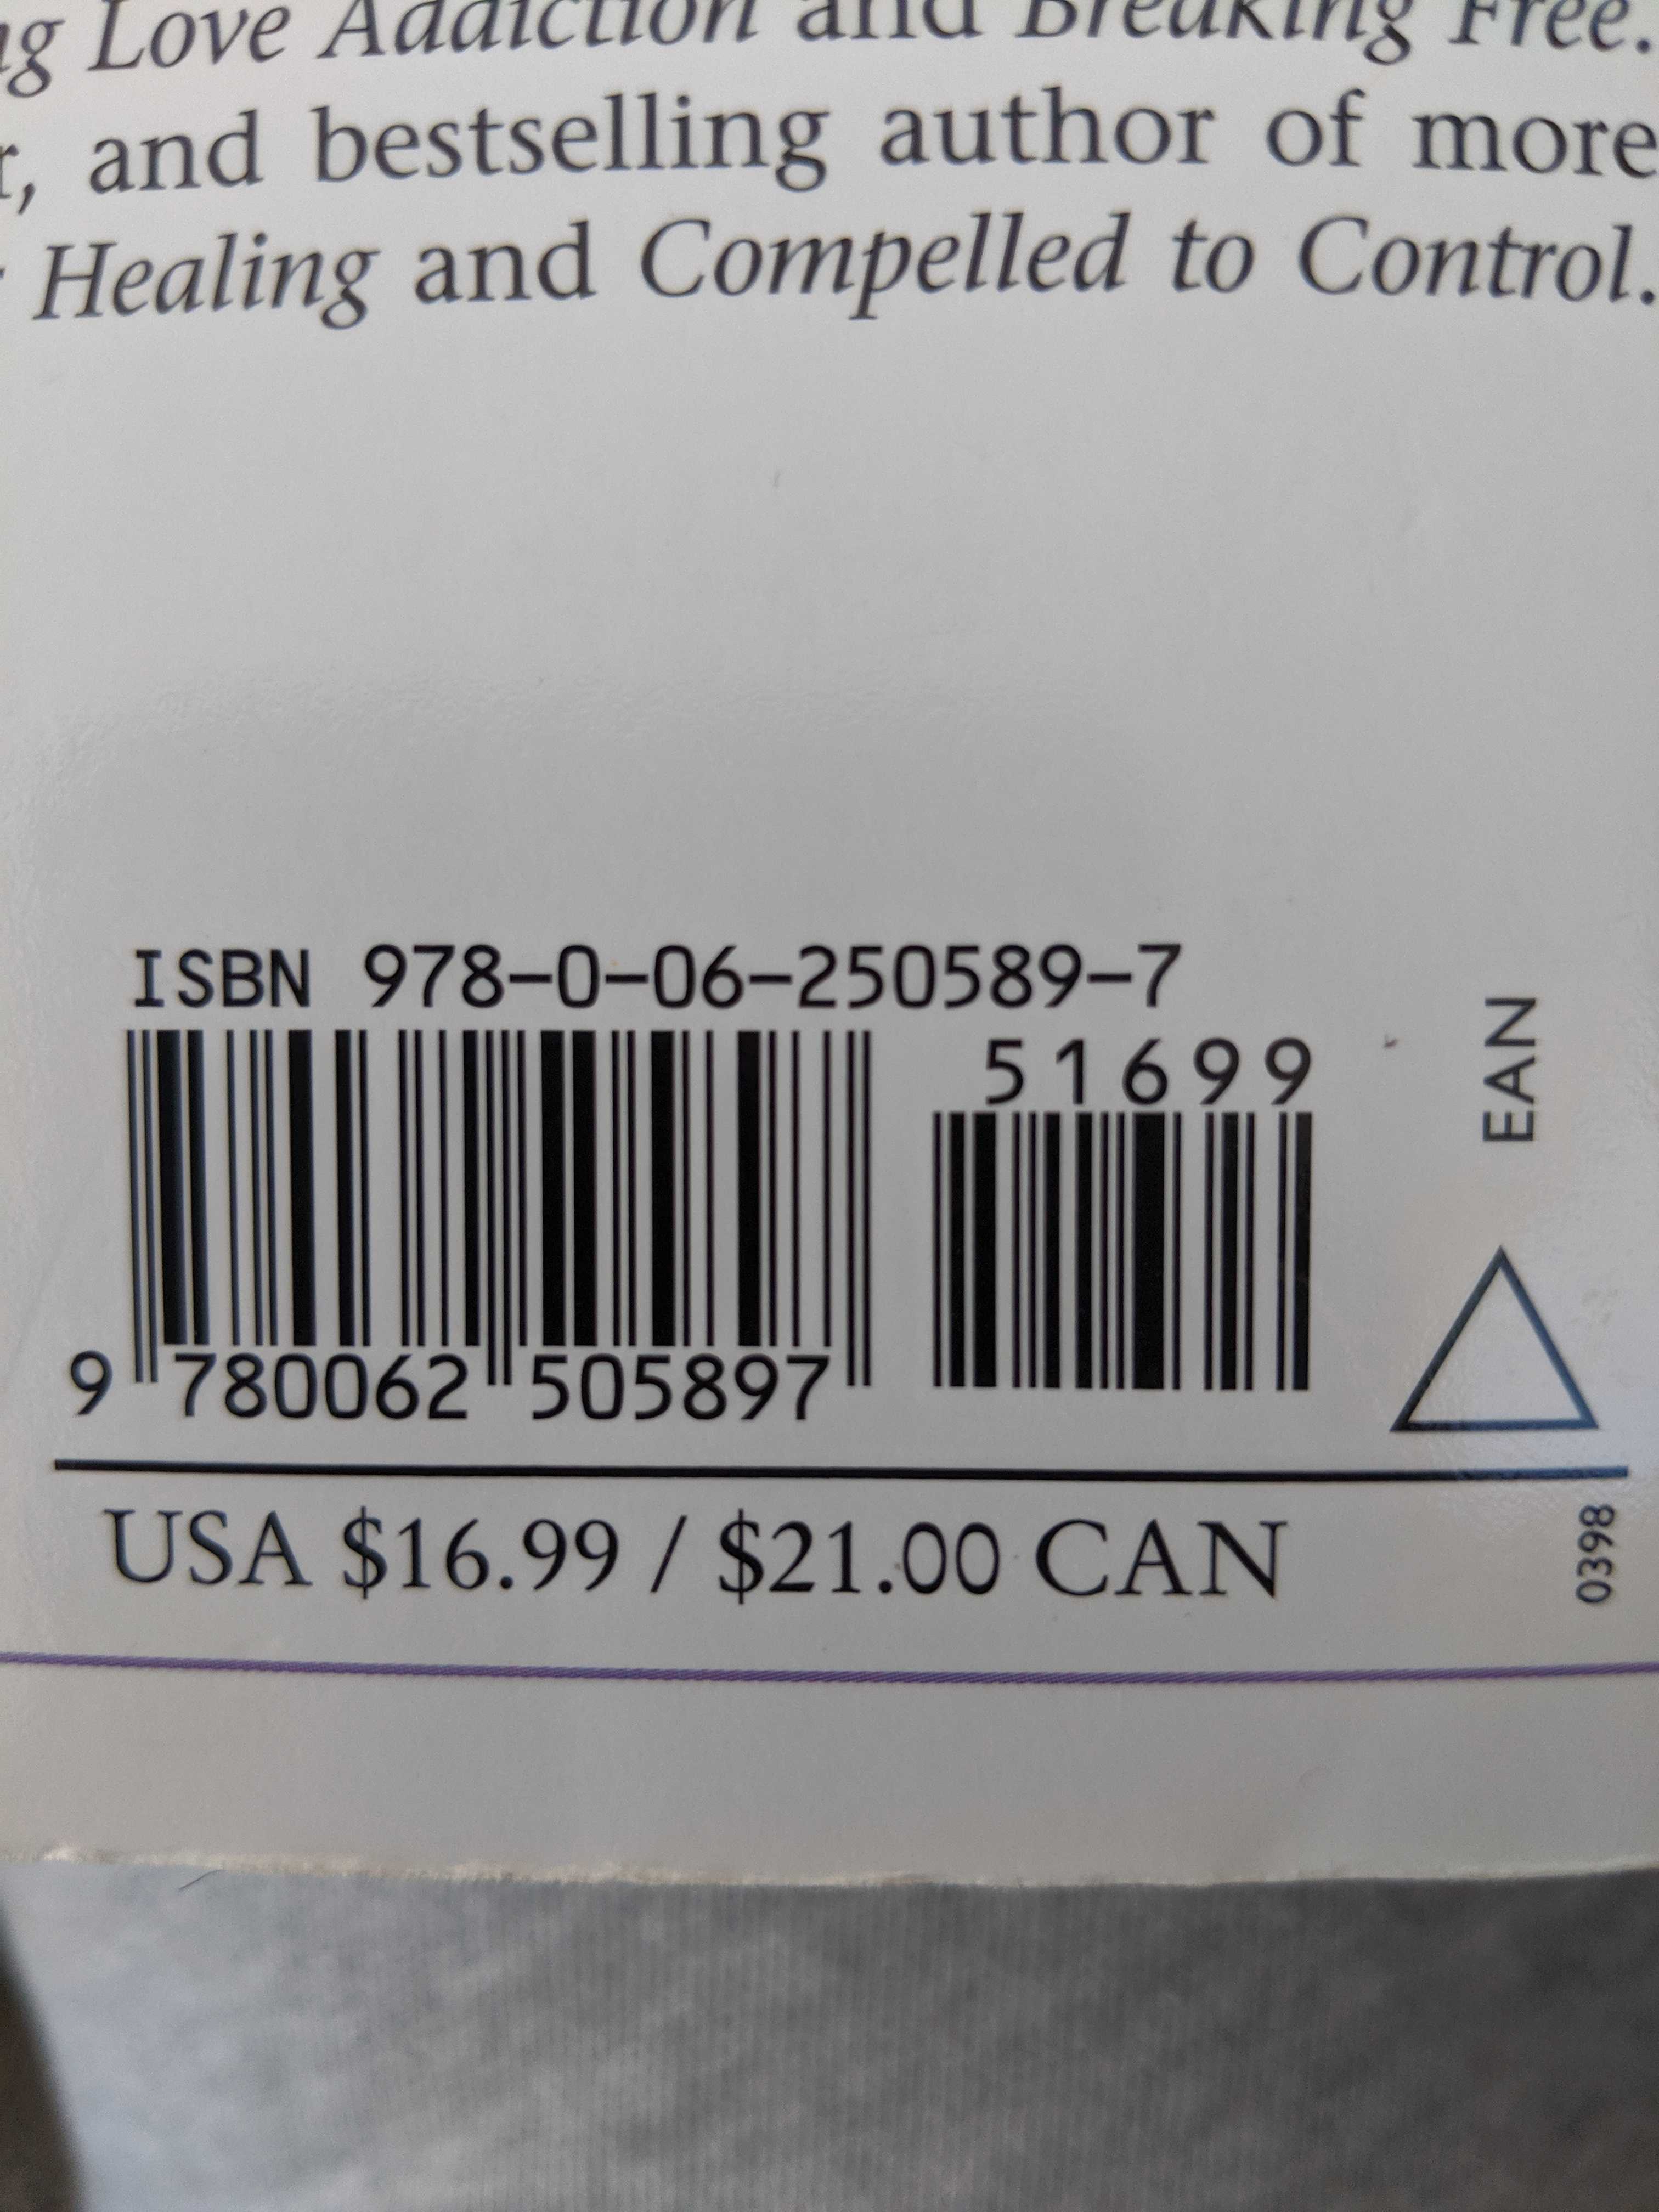 Love Addiction and Breaking Free.
, and bestselling author of more
Healing and Compelled to Control.
ISBN 978-0-06-250589-7
51699
EAN
9 780062 505897
USA $16.99 / $21.00 CAN
0398